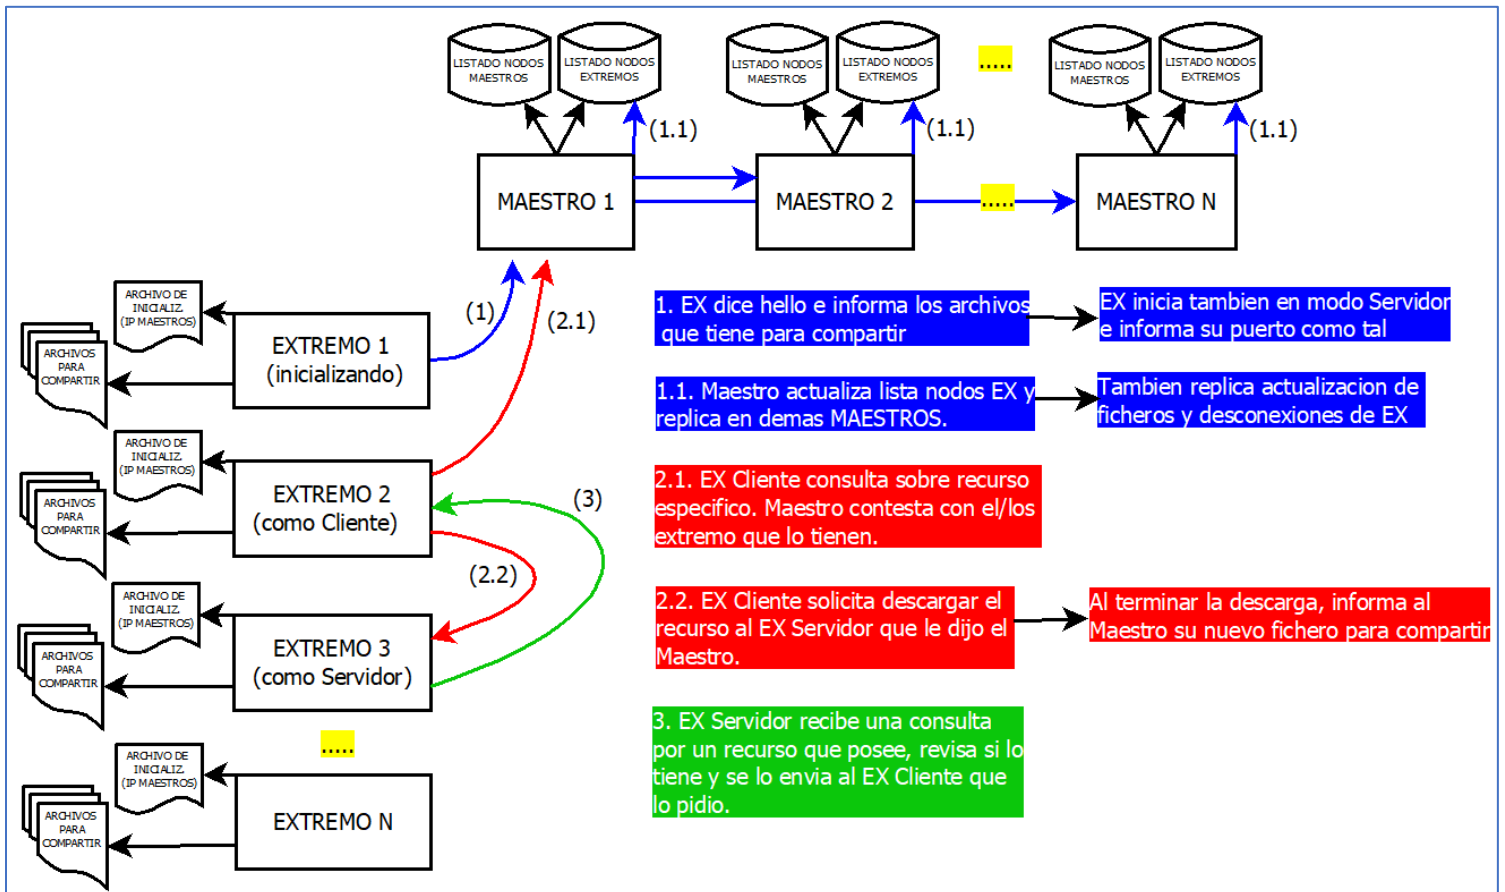 LISTADO NODOS
MAESTROS
LISTADO NODOS
EXTREMOS
LISTADO NODOS
MAESTROS
LISTADO NODOS
EXTREMOS
.....
LISTADO NODOS
MAESTROS
LISTADO NODOS
EXTREMOS
(1.1)
(1.1)
(1.1)
MAESTRO 1
MAESTRO 2
.....
MAESTRO N
ARCHIVO DE
INICIALIZ.
(IP MAESTROS)
ARCHIVOS
PARA
COMPARTIR
EXTREMO 1
(inicializando)
(1)
(2.1)
1. EX dice hello e informa los archivos
que tiene para compartir
EX inicia tambien en modo Servidor
e informa su puerto como tal
1.1. Maestro actualiza lista nodos EX y
replica en demas MAESTROS.
Tambien replica actualizacion de
ficheros y desconexiones de EX
ARCHIVO DE
INICIALIZ.
(IP MAESTROS)
ARCHIVOS
PARA
COMPARTIR
EXTREMO 2
(como Cliente)
(3)
(2.2)
2.1. EX Cliente consulta sobre recurso
especifico. Maestro contesta con el/los
extremo que lo tienen.
ARCHIVO DE
INICIALIZ.
(IP MAESTROS)
ARCHIVOS
PARA
COMPARTIR
EXTREMO 3
(como Servidor)
2.2. EX Cliente solicita descargar el
recurso al EX Servidor que le dijo el
Maestro.
Al terminar la descarga, informa al
Maestro su nuevo fichero para compartir
3. EX Servidor recibe una consulta
por un recurso que posee, revisa si lo
tiene y se lo envia al EX Cliente que
lo pidio.
.....
ARCHIVO DE
INICIALIZ.
(IP MAESTROS)
ARCHIVOS
PARA
COMPARTIR
EXTREMO N